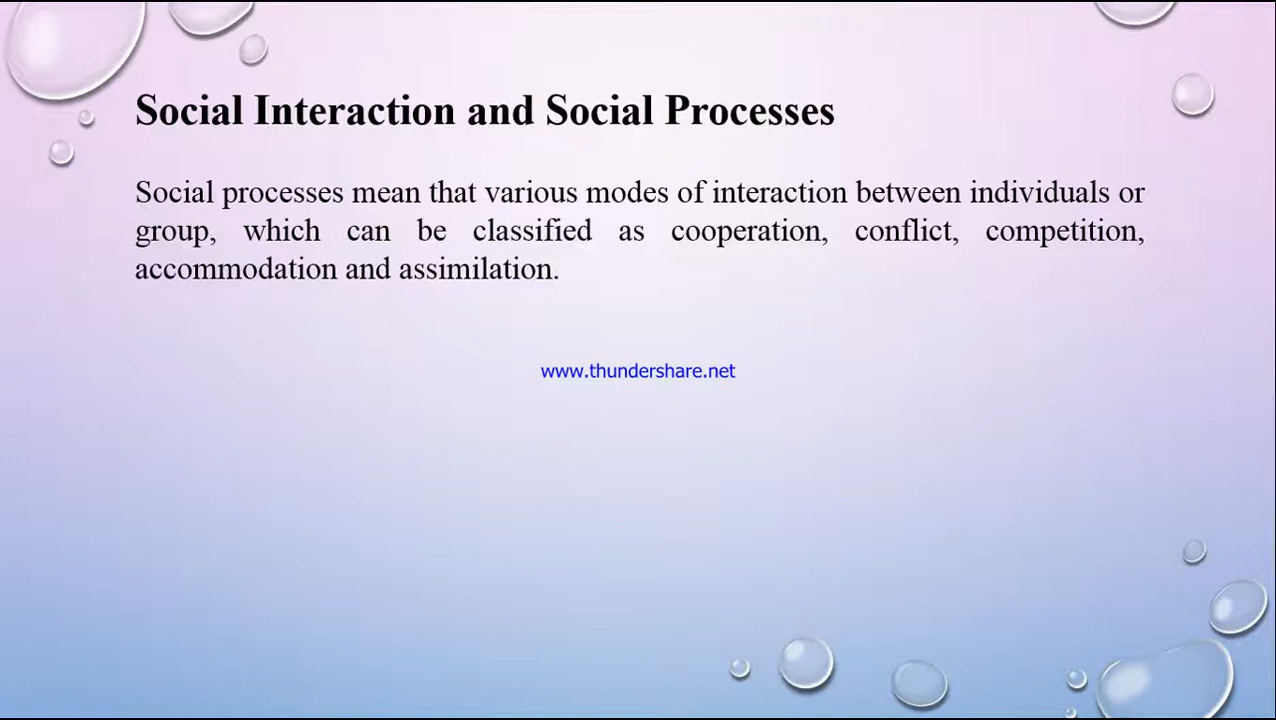 Social Interaction and Social Processes
Social processes mean that various modes of interaction between individuals or
group, which can be classified as cooperation, conflict, competition,
accommodation and assimilation.
www.thundershare.net